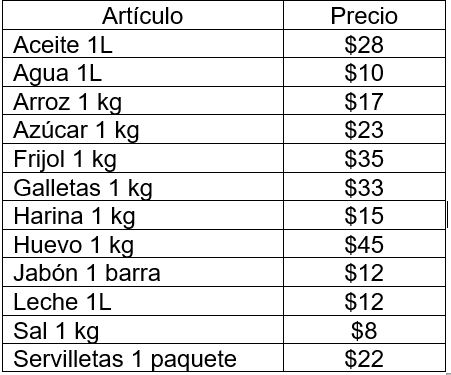 Artículo Precio
Aceite 1L $28
Agua 1L $10
Arroz 1 kg $17
Azúcar 1 kg $23
Frijol 1 kg $35
Galletas 1 kg $33
Harina 1 kg $15
Huevo 1 kg $45
Jabón 1 barra $12
Leche 1L $12
Sal 1 kg $8
Servilletas 1 paquete $22